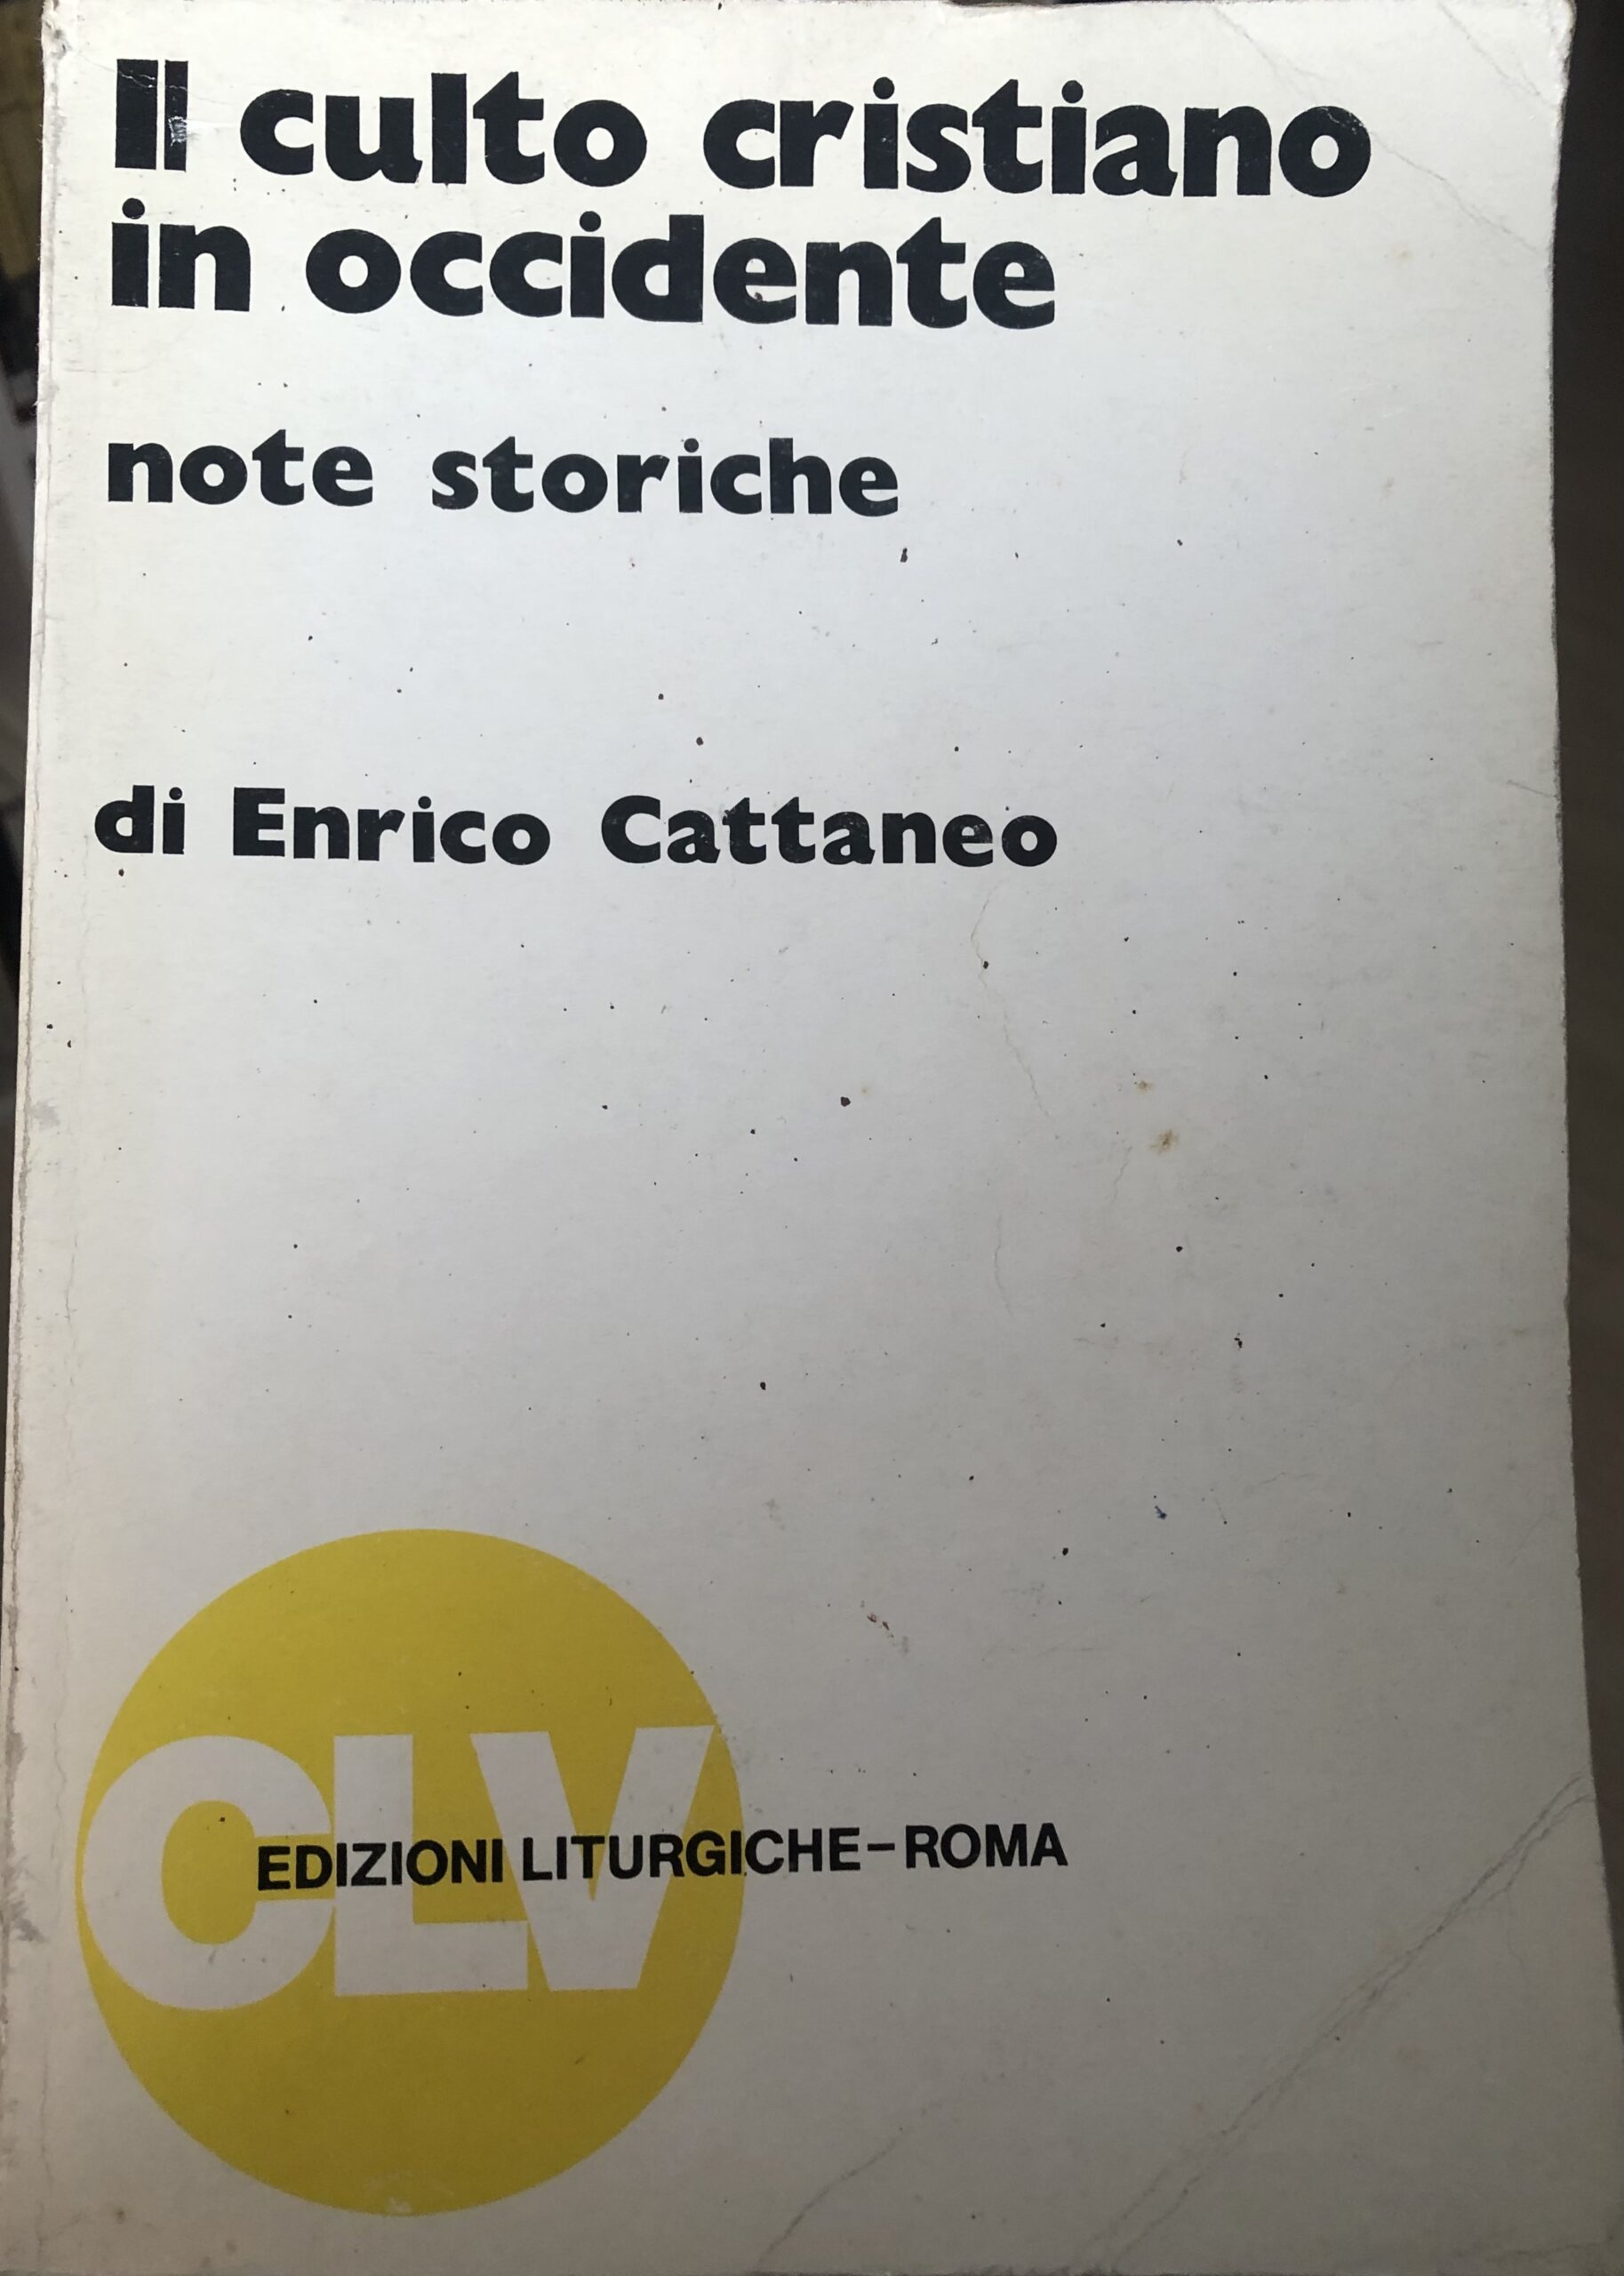 Il culto cristiano
in occidente
note storiche
di Enrico Cattaneo
CLV
EDIZIONI LITURGICHE-ROMA